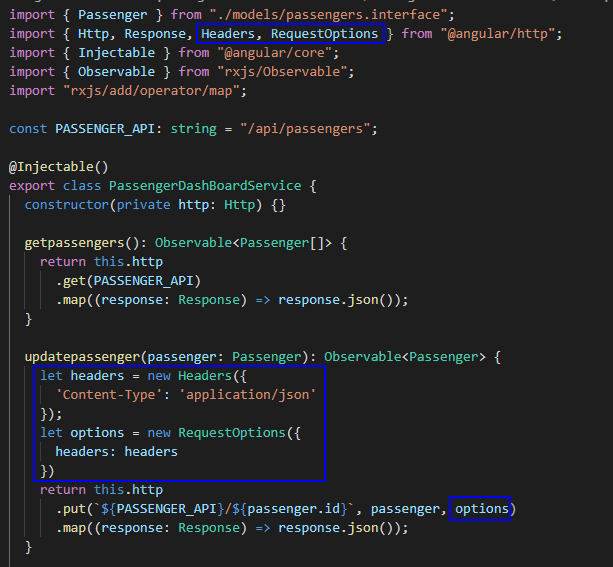 import { Passenger } from "./models/passengers.interface";
import { Http, Response, Headers, RequestOptions } from "@angular/http";
import { Injectable } from "@angular/core";
import { Observable } from "rxjs/Observable";
import "rxjs/add/operator/map";

const PASSENGER_API: string = "/api/passengers";

@Injectable()
export class PassengerDashBoardService {
  constructor(private http: Http) {}

  getpassengers(): Observable<Passenger[]> {
    return this.http
      .get(PASSENGER_API)
      .map((response: Response) => response.json());
  }

  updatepassenger(passenger: Passenger): Observable<Passenger> {
    let headers = new Headers({
      'Content-Type': 'application/json'
    });
    let options = new RequestOptions({
      headers: headers
    })
    return this.http
      .put(`${PASSENGER_API}/${passenger.id}`, passenger, options)
      .map((response: Response) => response.json());
  }